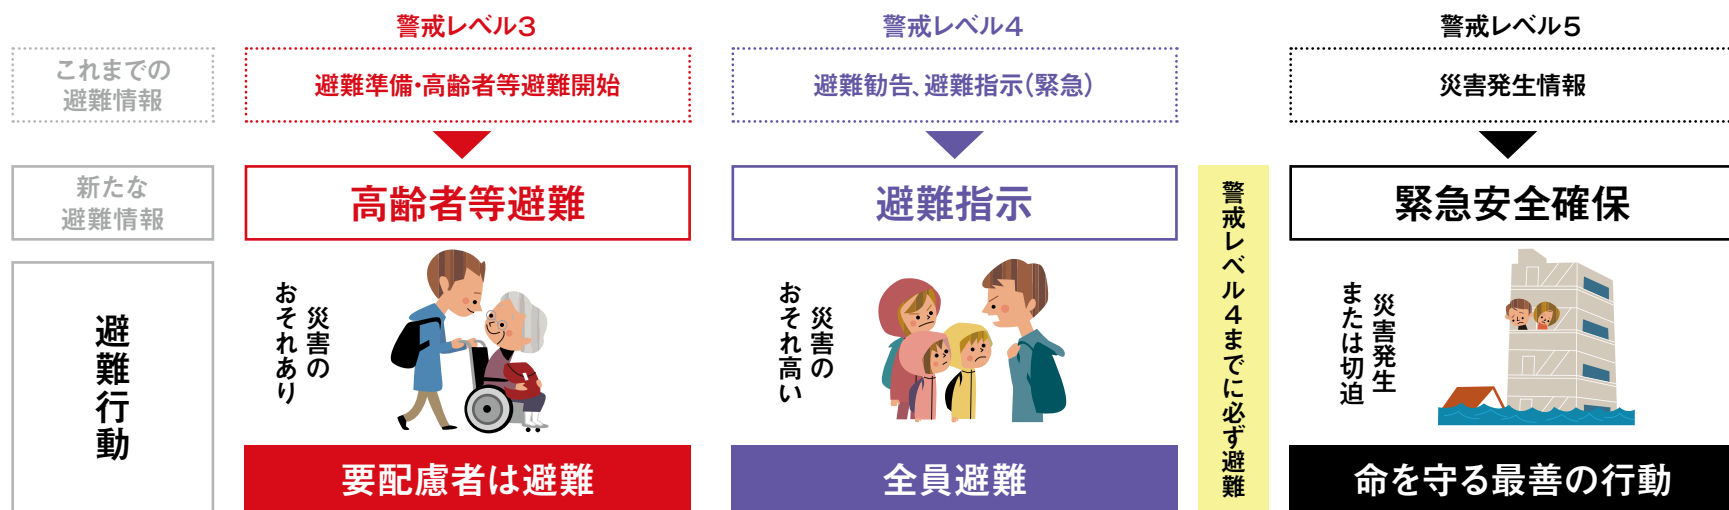 警戒レベル3
警戒レベル4
警戒レベル5
これまでの
避難情報
避難準備・高齢者等避難開始
避難勧告、避難指示(緊急)
災害発生情報
新たな
避難情報
高齢者等避難
避難指示
緊急安全確保
避難行動
災害の
おそれあり
災害の
おそれ高い
警戒レベル4までに必ず避難
災害発生
または切迫
要配慮者は避難
全員避難
命を守る最善の行動